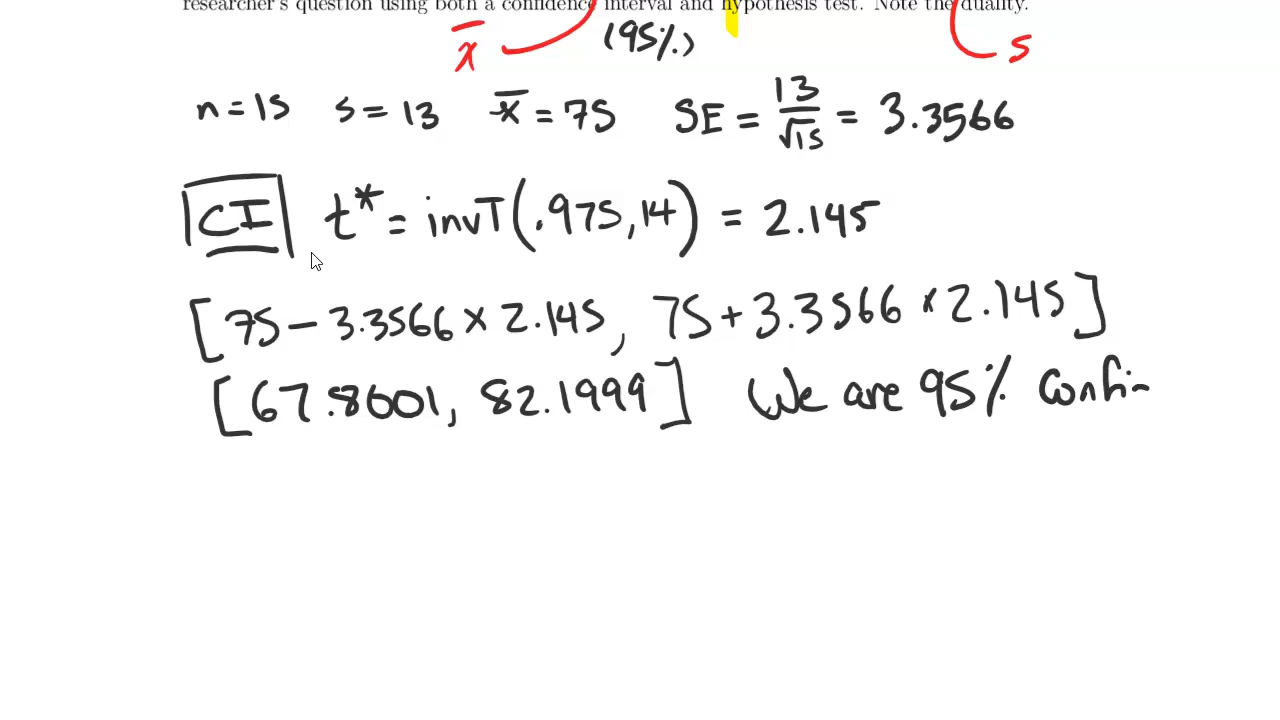 researcher's question using both a confidence interval and hypothesis test. Note the duality.
x̄ (95%) s
n = 15 s = 13 x̄ = 75 SE = 13/√15 = 3.3566
CI t* = invT(.975, 14) = 2.145
[75 - 3.3566 × 2.145, 75 + 3.3566 × 2.145]
[67.8601, 82.1999] We are 95% confi-